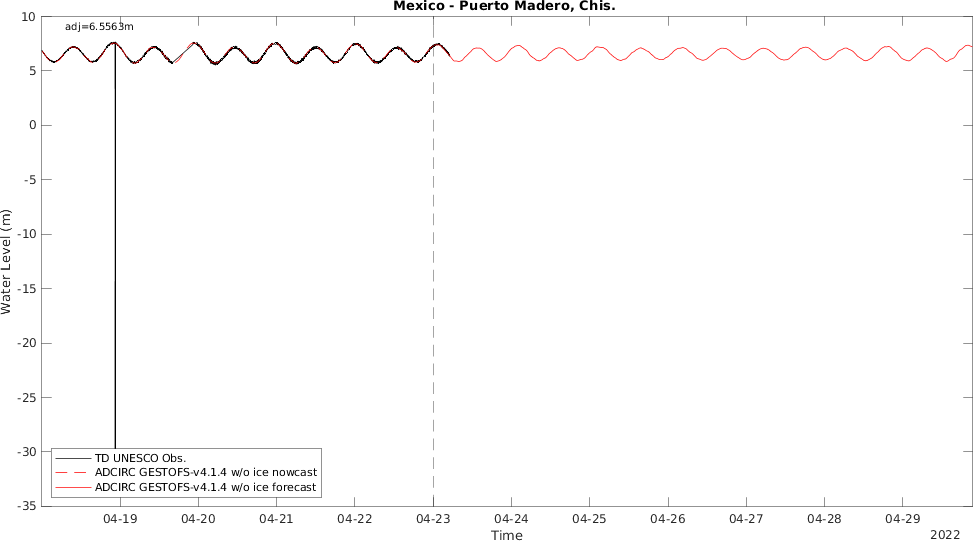 Mexico - Puerto Madero, Chis.
adj=6.5563m
10
5
0
-5
-10
-15
-20
-25
-30
-35
Water Level (m)
TD UNESCO Obs.
ADCIRC GESTOFS-v4.1.4 w/o ice nowcast
ADCIRC GESTOFS-v4.1.4 w/o ice forecast
04-19 04-20 04-21 04-22 04-23 04-24 04-25 04-26 04-27 04-28 04-29
Time
2022